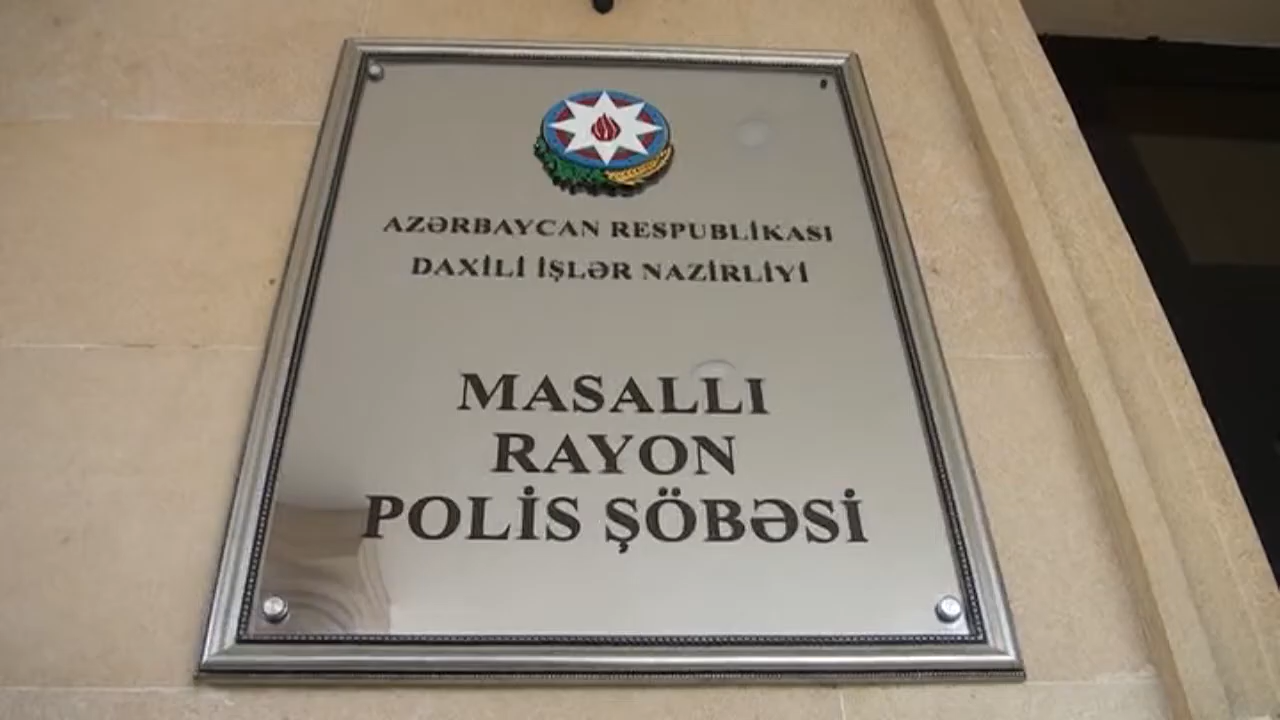 AZƏRBAYCAN RESPUBLİKASI
DAXİLİ İŞLƏR NAZİRLİYİ
MASALLI
RAYON
POLİS ŞÖBƏSİ